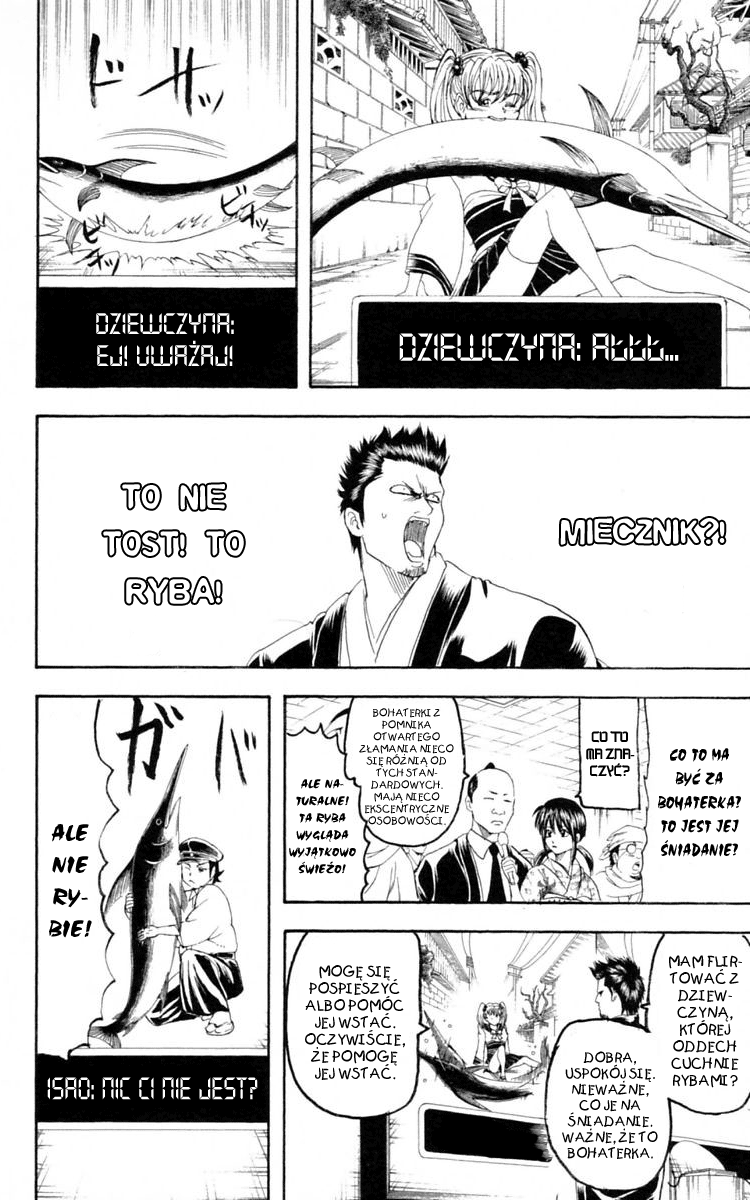 DZIEWCZYNA: AŁŁŁ...
ドサッ
ビチ
ビチ
DZIEWCZYNA:
EJ! UWAŻAJ!
MIECZNIK?!
TO NIE
TOST! TO
RYBA!
CO TO MA
BYĆ ZA
BOHATERKA?
TO JEST JEJ
ŚNIADANIE?
CO TO
MA ZNA-
CZYĆ?
BOHATERKI Z
POMNIKA
OTWARTEGO
ZŁAMANIA NIECO
SIĘ RÓŻNIĄ OD
TYCH STAN-
DARDOWYCH.
MAJĄ NIECO
EKSCENTRYCZNE
OSOBOWOŚCI.
ALE NA-
TURALNE!
TA RYBA
WYGLĄDA
WYJĄTKOWO
ŚWIEŻO!
MAM FLIR-
TOWAĆ Z
DZIEW-
CZYNĄ,
KTÓREJ
ODDECH
CUCHNIE
RYBAMI?
DOBRA,
USPOKÓJ SIĘ.
NIEWAŻNE,
CO JE NA
ŚNIADANIE.
WAŻNE, ŻE TO
BOHATERKA.
MOGĘ SIĘ
POSPIESZYĆ
ALBO POMÓC
JEJ WSTAĆ.
OCZYWIŚCIE,
ŻE POMOGĘ
JEJ WSTAĆ.
ガバ
ALE
NIE
RY-
BIE!
ISAO: NIC CI NIE JEST?